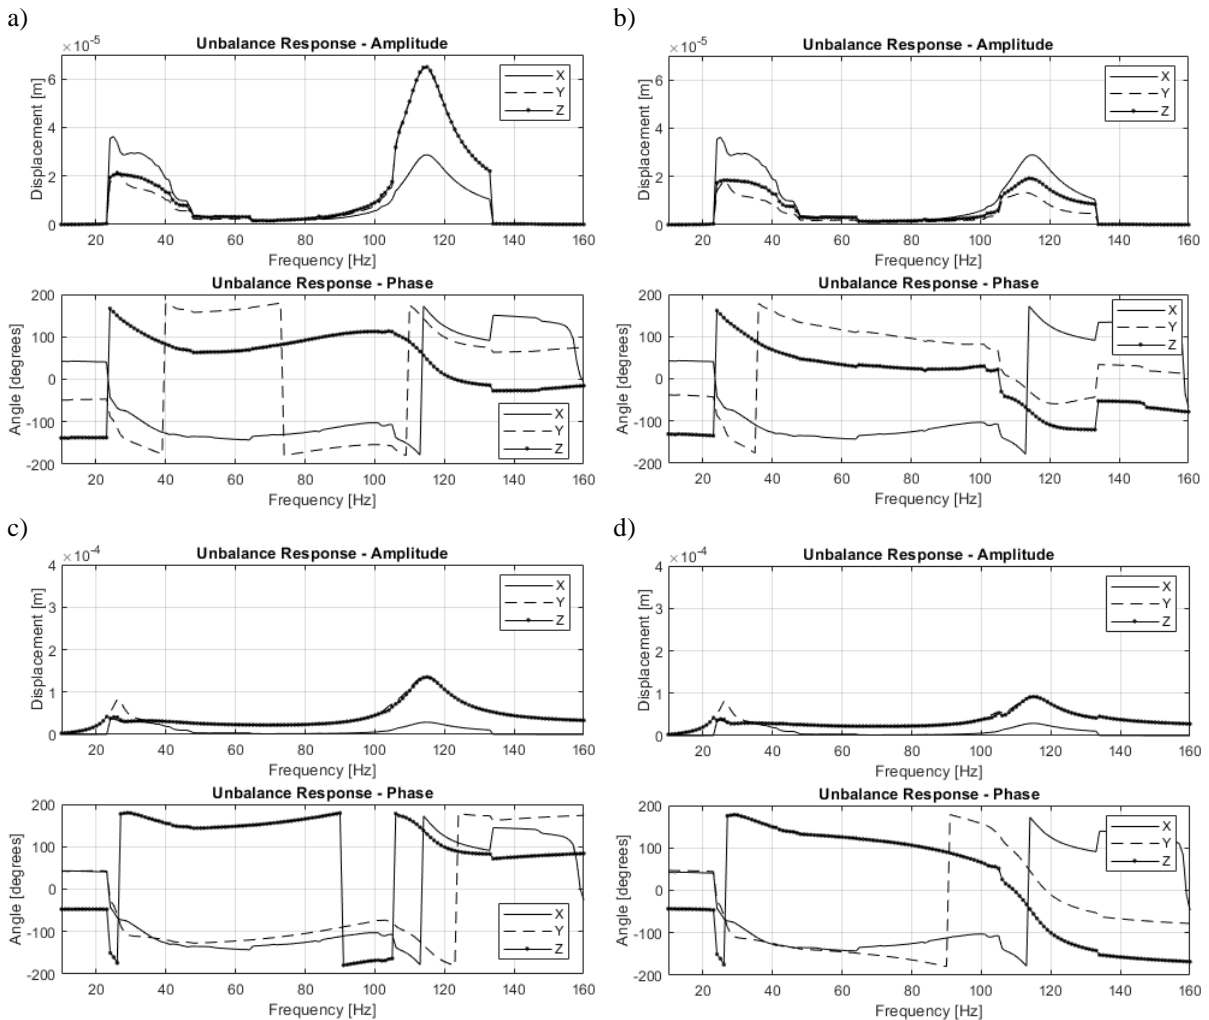 a)
×10⁻⁵
Unbalance Response - Amplitude
Displacement [m]
6
4
2
0
20 40 60 80 100 120 140 160
Frequency [Hz]
X
Y
Z
Unbalance Response - Phase
Angle [degrees]
200
100
0
-100
-200
20 40 60 80 100 120 140 160
Frequency [Hz]
X
Y
Z
b)
×10⁻⁵
Unbalance Response - Amplitude
Displacement [m]
6
4
2
0
20 40 60 80 100 120 140 160
Frequency [Hz]
X
Y
Z
Unbalance Response - Phase
Angle [degrees]
200
100
0
-100
-200
20 40 60 80 100 120 140 160
Frequency [Hz]
X
Y
Z
c)
×10⁻⁴
Unbalance Response - Amplitude
Displacement [m]
4
3
2
1
0
20 40 60 80 100 120 140 160
Frequency [Hz]
X
Y
Z
Unbalance Response - Phase
Angle [degrees]
200
100
0
-100
-200
20 40 60 80 100 120 140 160
Frequency [Hz]
X
Y
Z
d)
×10⁻⁴
Unbalance Response - Amplitude
Displacement [m]
4
3
2
1
0
20 40 60 80 100 120 140 160
Frequency [Hz]
X
Y
Z
Unbalance Response - Phase
Angle [degrees]
200
100
0
-100
-200
20 40 60 80 100 120 140 160
Frequency [Hz]
X
Y
Z